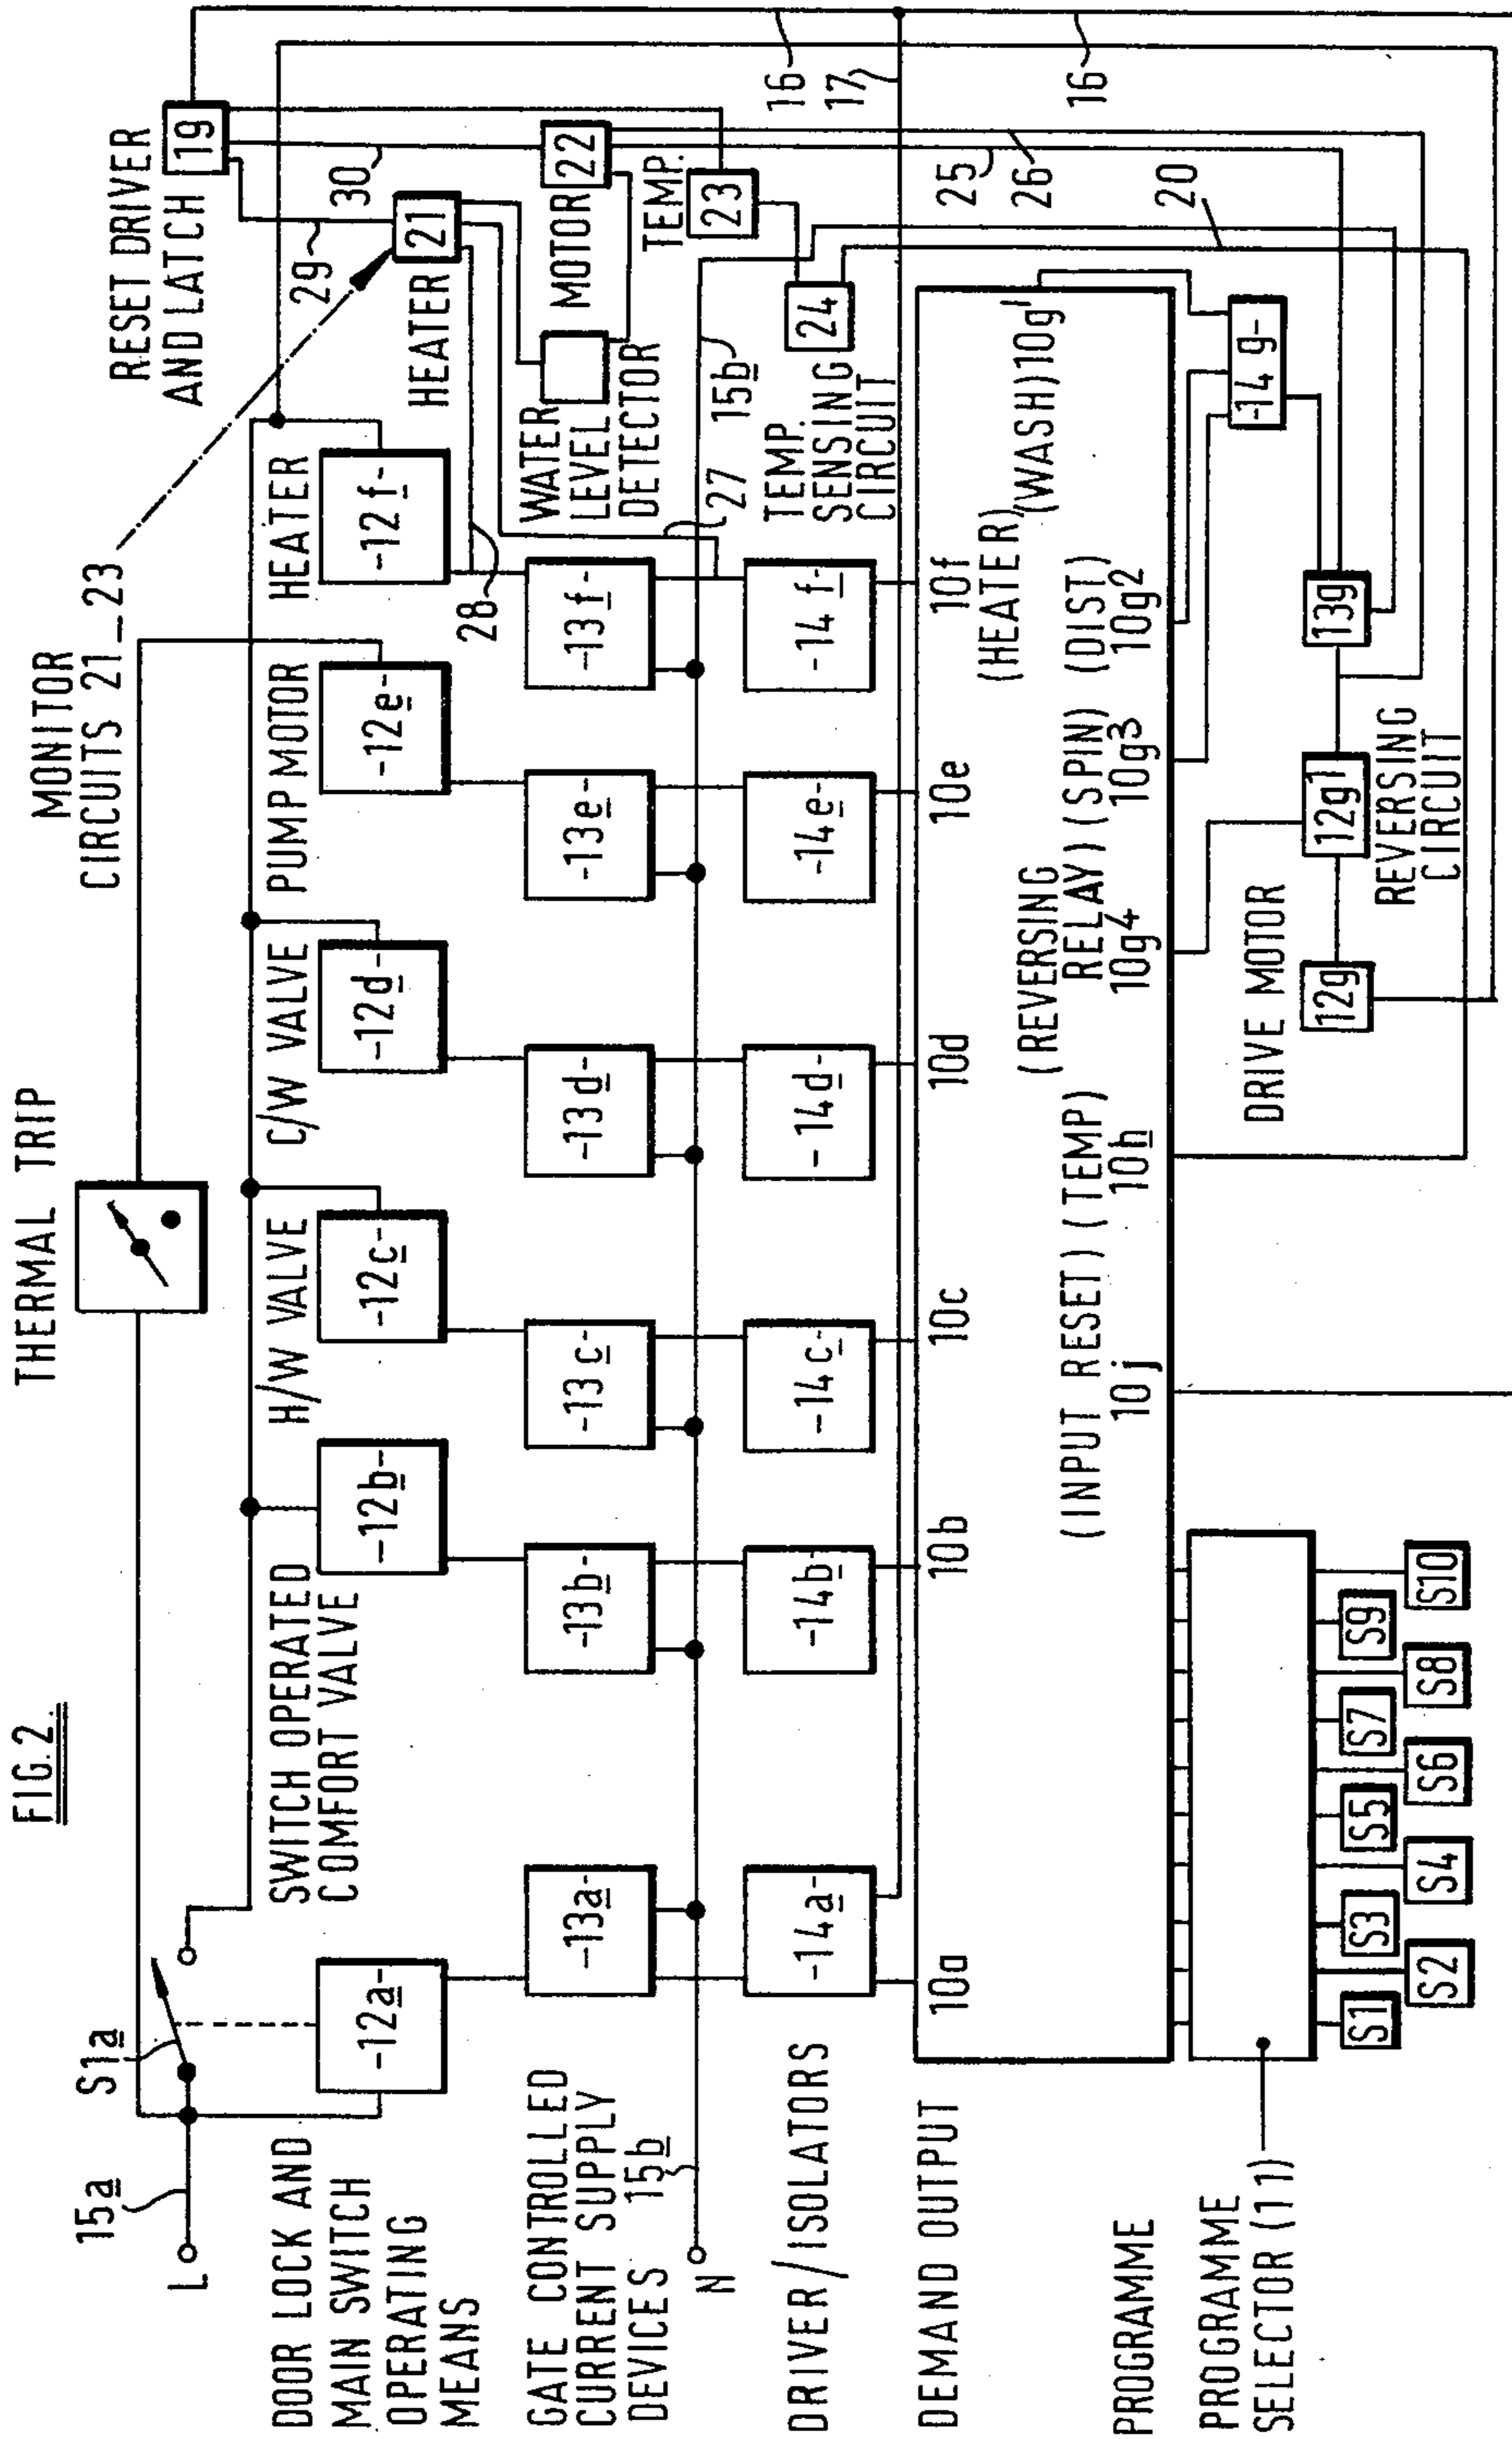 FIG.2.
THERMAL TRIP
MONITOR
CIRCUITS 21_23
RESET DRIVER
AND LATCH
19
15a
L
S1a
16
DOOR LOCK AND
MAIN SWITCH
OPERATING
MEANS
-12a-
SWITCH OPERATED
COMFORT VALVE
-12b-
H/W VALVE
-12c-
C/W VALVE
-12d-
PUMP MOTOR
-12e-
HEATER
-12f-
29
30
HEATER
21
28
WATER
LEVEL
DETECTOR
MOTOR
22
GATE CONTROLLED
CURRENT SUPPLY
DEVICES
15b
N
-13a-
-13b-
-13c-
-13d-
-13e-
-13f-
27
15b
TEMP.
23
17
DRIVER/ISOLATORS
-14a-
-14b-
-14c-
-14d-
-14e-
-14f-
TEMP.
SENSING
CIRCUIT
24
25
26
16
20
DEMAND OUTPUT
10a
10b
10c
10d
10e
10f
(HEATER)
(WASH)10g'
(INPUT RESET)
10j
(TEMP)
10h
(REVERSING
RELAY)
10g4
(SPIN)
10g3
(DIST)
10g2
PROGRAMME
PROGRAMME
SELECTOR (11)
S1
S2
S3
S4
S5
S6
S7
S8
S9
S10
DRIVE MOTOR
12g
12g1
REVERSING
CIRCUIT
13g
-14g-